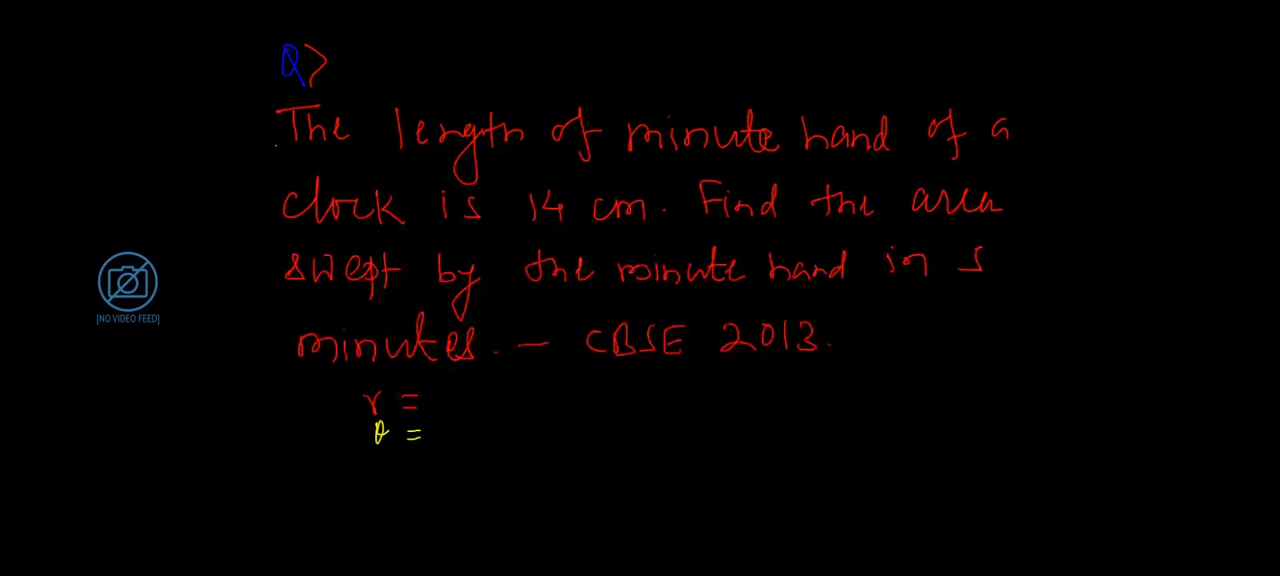 Q>
The length of minute hand of a
clock is 14 cm. Find the area
swept by the minute hand in 5
minutes. - CBSE 2013.
[NO VIDEO FEED]
r =
θ =